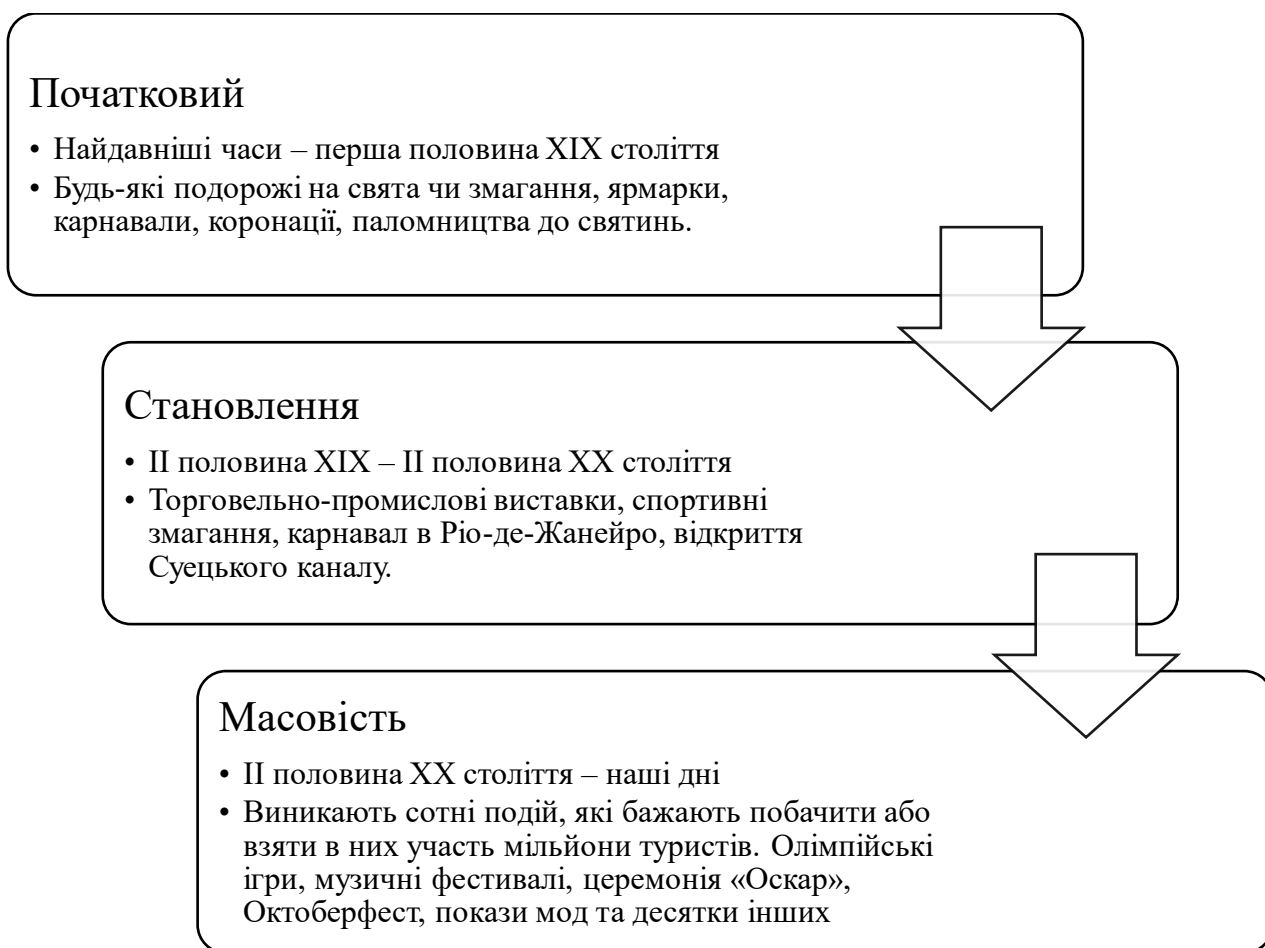 Початковий
• Найдавніші часи – перша половина XIX століття
• Будь-які подорожі на свята чи змагання, ярмарки,
карнавали, коронації, паломництва до святинь.
Становлення
• II половина XIX – II половина XX століття
• Торговельно-промислові виставки, спортивні
змагання, карнавал в Ріо-де-Жанейро, відкриття
Суецького каналу.
Масовість
• II половина XX століття – наші дні
• Виникають сотні подій, які бажають побачити або
взяти в них участь мільйони туристів. Олімпійські
ігри, музичні фестивалі, церемонія «Оскар»,
Октоберфест, покази мод та десятки інших